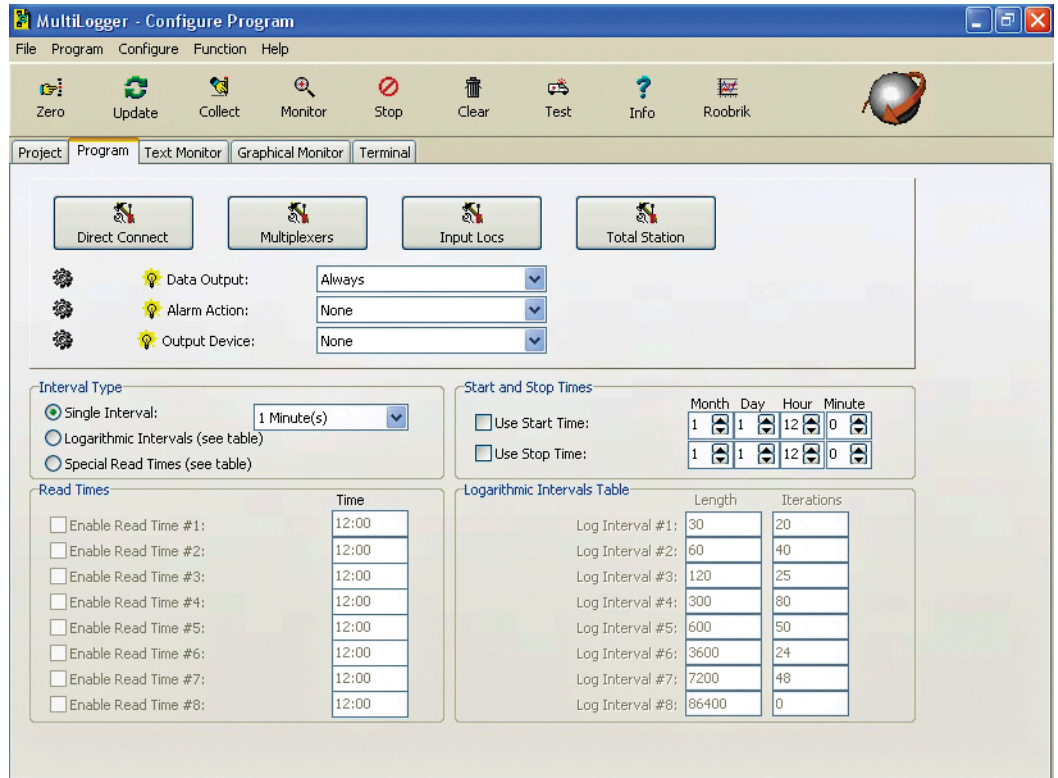 MultiLogger - Configure Program
File Program Configure Function Help
Zero Update Collect Monitor Stop Clear Test Info Roobrik
Project Program Text Monitor Graphical Monitor Terminal
Direct Connect Multiplexers Input Locs Total Station
Data Output: Always
Alarm Action: None
Output Device: None
Interval Type
Single Interval: 1 Minute(s)
Logarithmic Intervals (see table)
Special Read Times (see table)
Start and Stop Times
Month Day Hour Minute
Use Start Time: 1 1 12 0
Use Stop Time: 1 1 12 0
Read Times
Time
Enable Read Time #1: 12:00
Enable Read Time #2: 12:00
Enable Read Time #3: 12:00
Enable Read Time #4: 12:00
Enable Read Time #5: 12:00
Enable Read Time #6: 12:00
Enable Read Time #7: 12:00
Enable Read Time #8: 12:00
Logarithmic Intervals Table
Length Iterations
Log Interval #1: 30 20
Log Interval #2: 60 40
Log Interval #3: 120 25
Log Interval #4: 300 80
Log Interval #5: 600 50
Log Interval #6: 3600 24
Log Interval #7: 7200 48
Log Interval #8: 86400 0